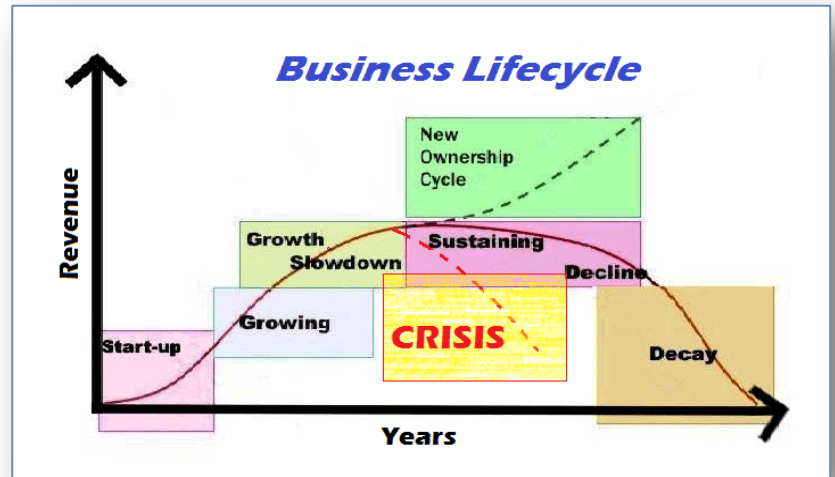 Business Lifecycle
New
Ownership
Cycle
Revenue
Growth
Slowdown
Sustaining
Decline
Growing
CRISIS
Start-up
Decay
Years